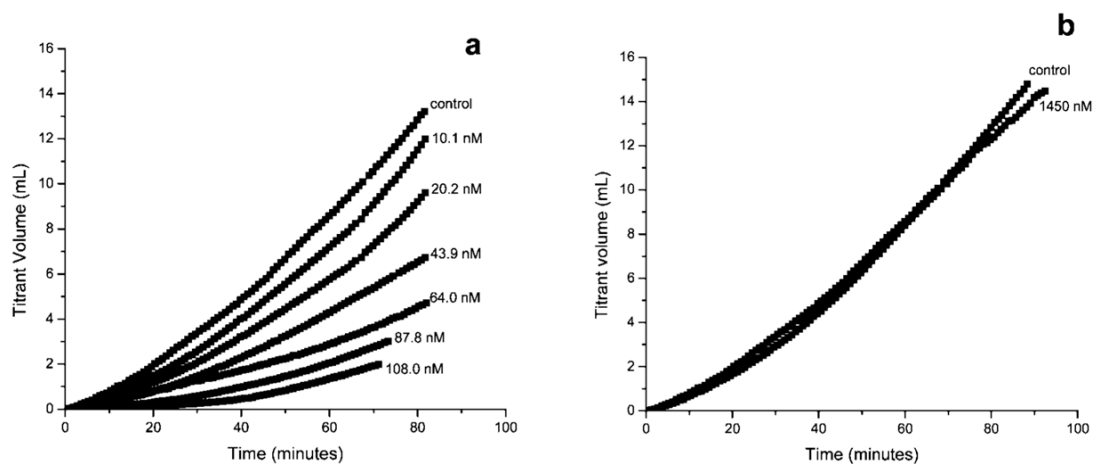 a
16
14
12
10
8
6
4
2
0
0 20 40 60 80 100
Titrant Volume (mL)
Time (minutes)
control
10.1 nM
20.2 nM
43.9 nM
64.0 nM
87.8 nM
108.0 nM
b
16
14
12
10
8
6
4
2
0
0 20 40 60 80 100
Titrant volume (mL)
Time (minutes)
control
1450 nM